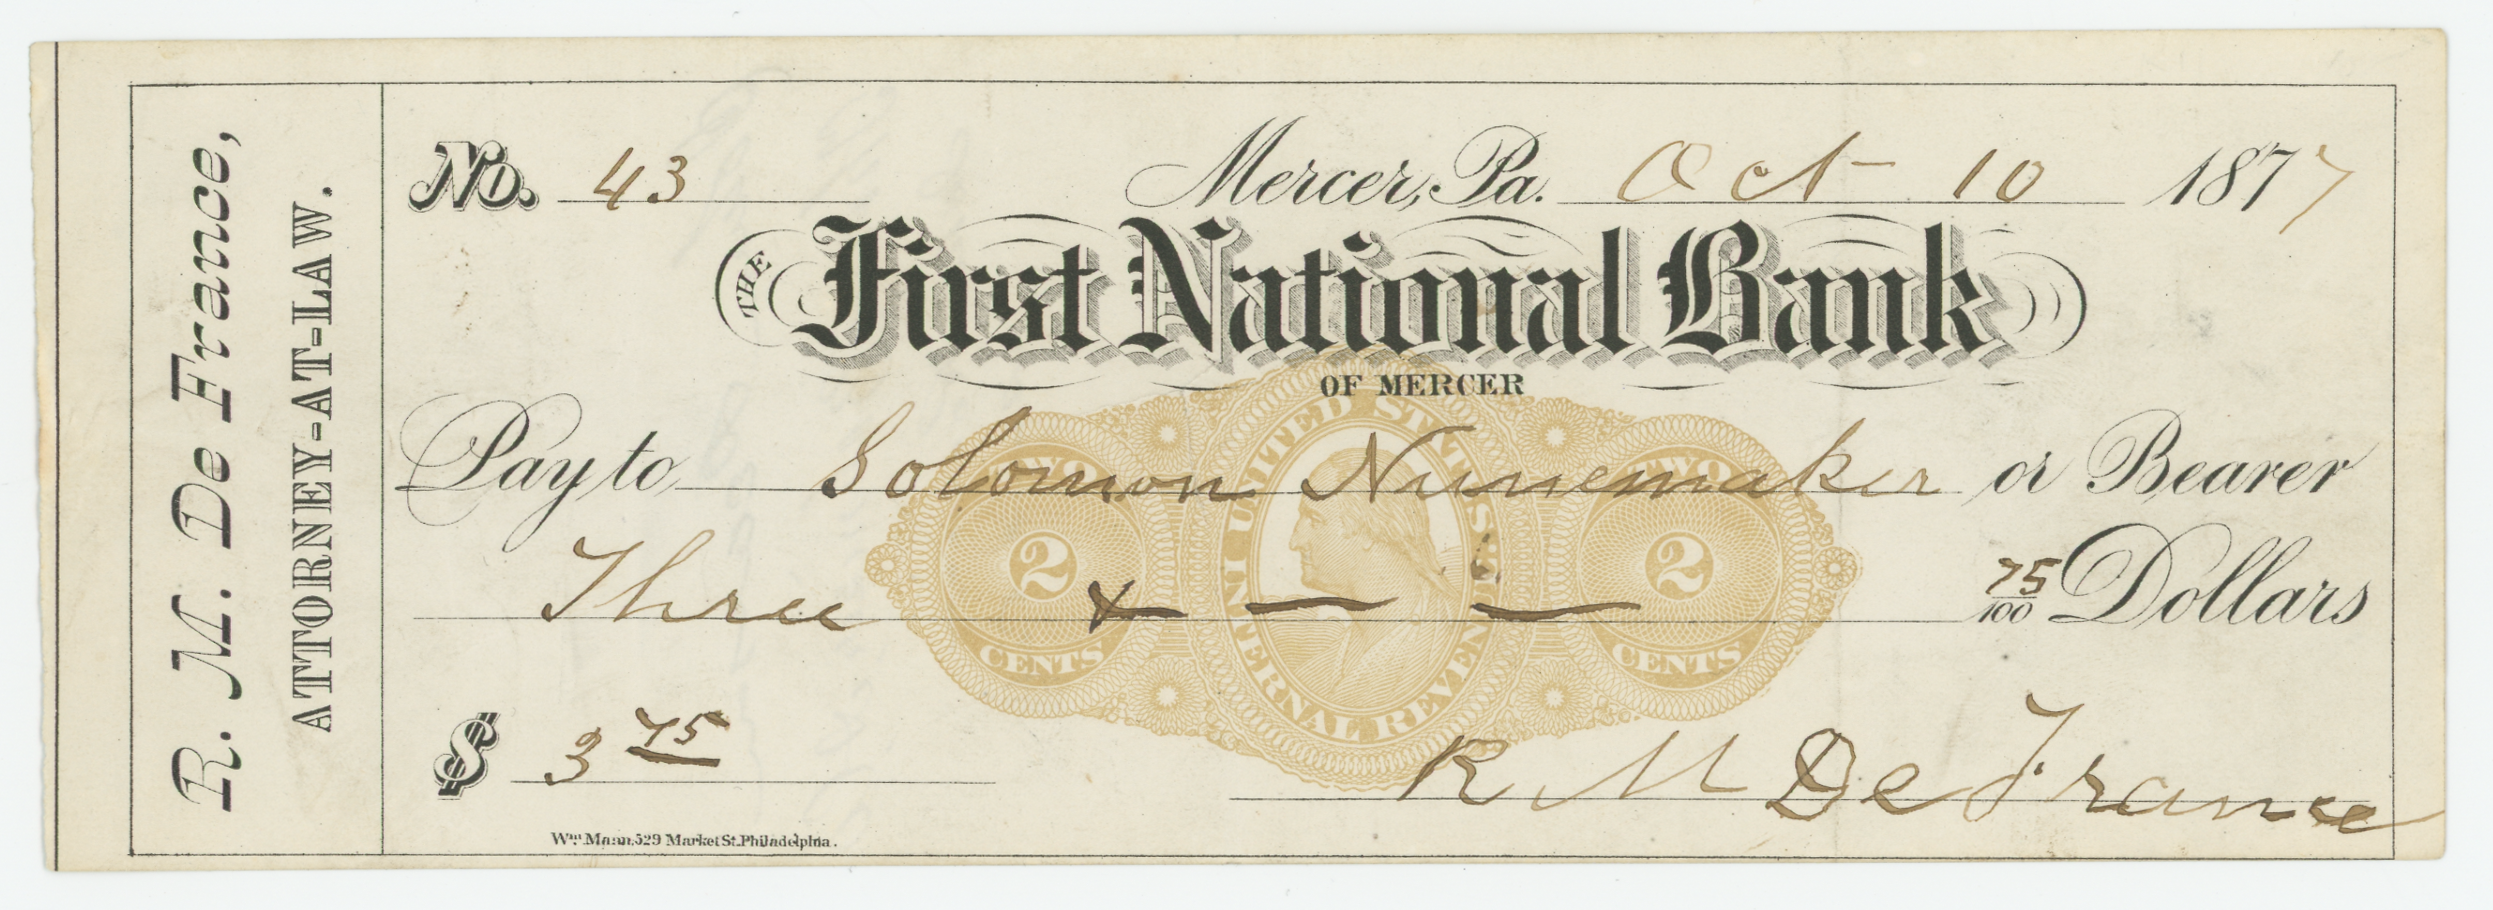 R. M. De France,
ATTORNEY-AT-LAW.
No. 43
Mercer, Pa. Oct 10 1877
THE First National Bank
OF MERCER
Pay to Solomon Nunemaker or Bearer
Three & — — 75/100 Dollars
UNITED STATES
INTERNAL REVENUE
TWO 2 CENTS
TWO 2 CENTS
$ 3 75
R M De France
Wm. Mann, 529 Market St. Philadelphia.